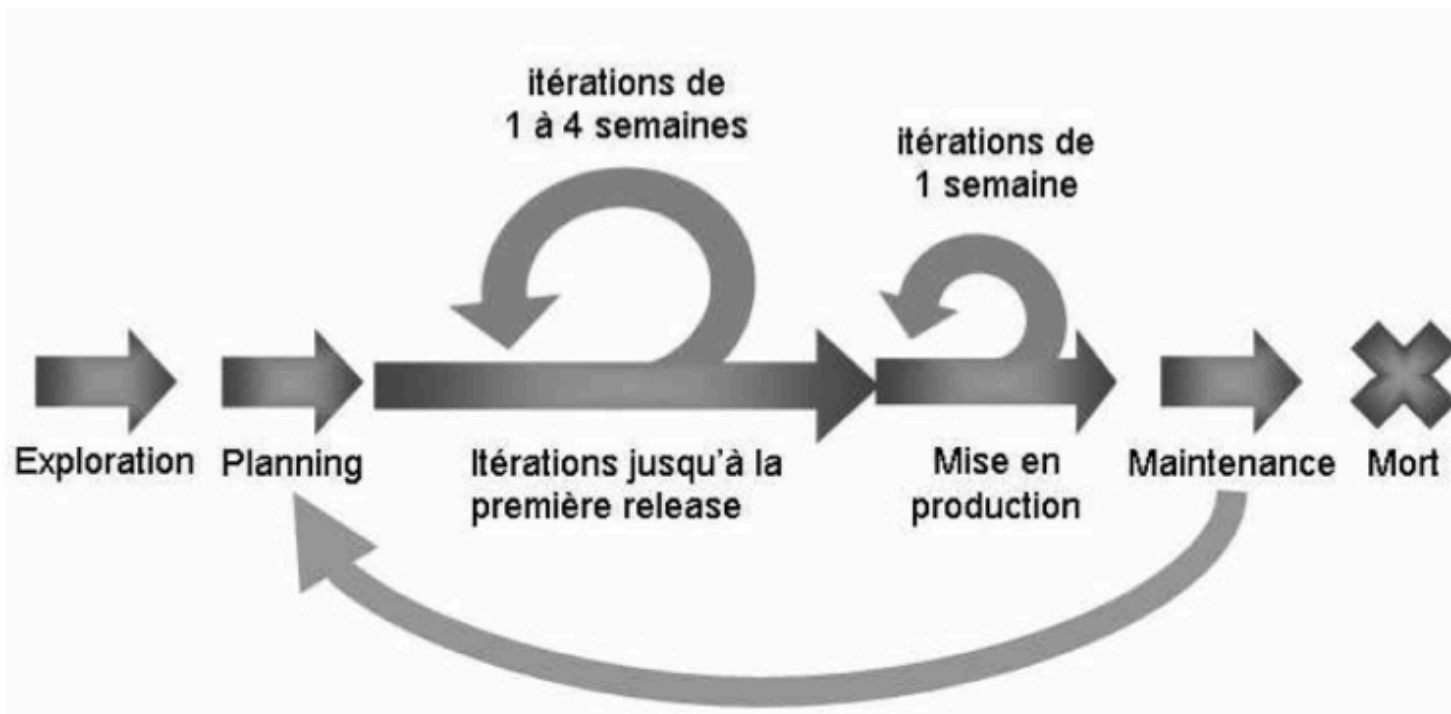 itérations de
1 à 4 semaines
itérations de
1 semaine
Exploration
Planning
Itérations jusqu'à la
première release
Mise en
production
Maintenance
Mort